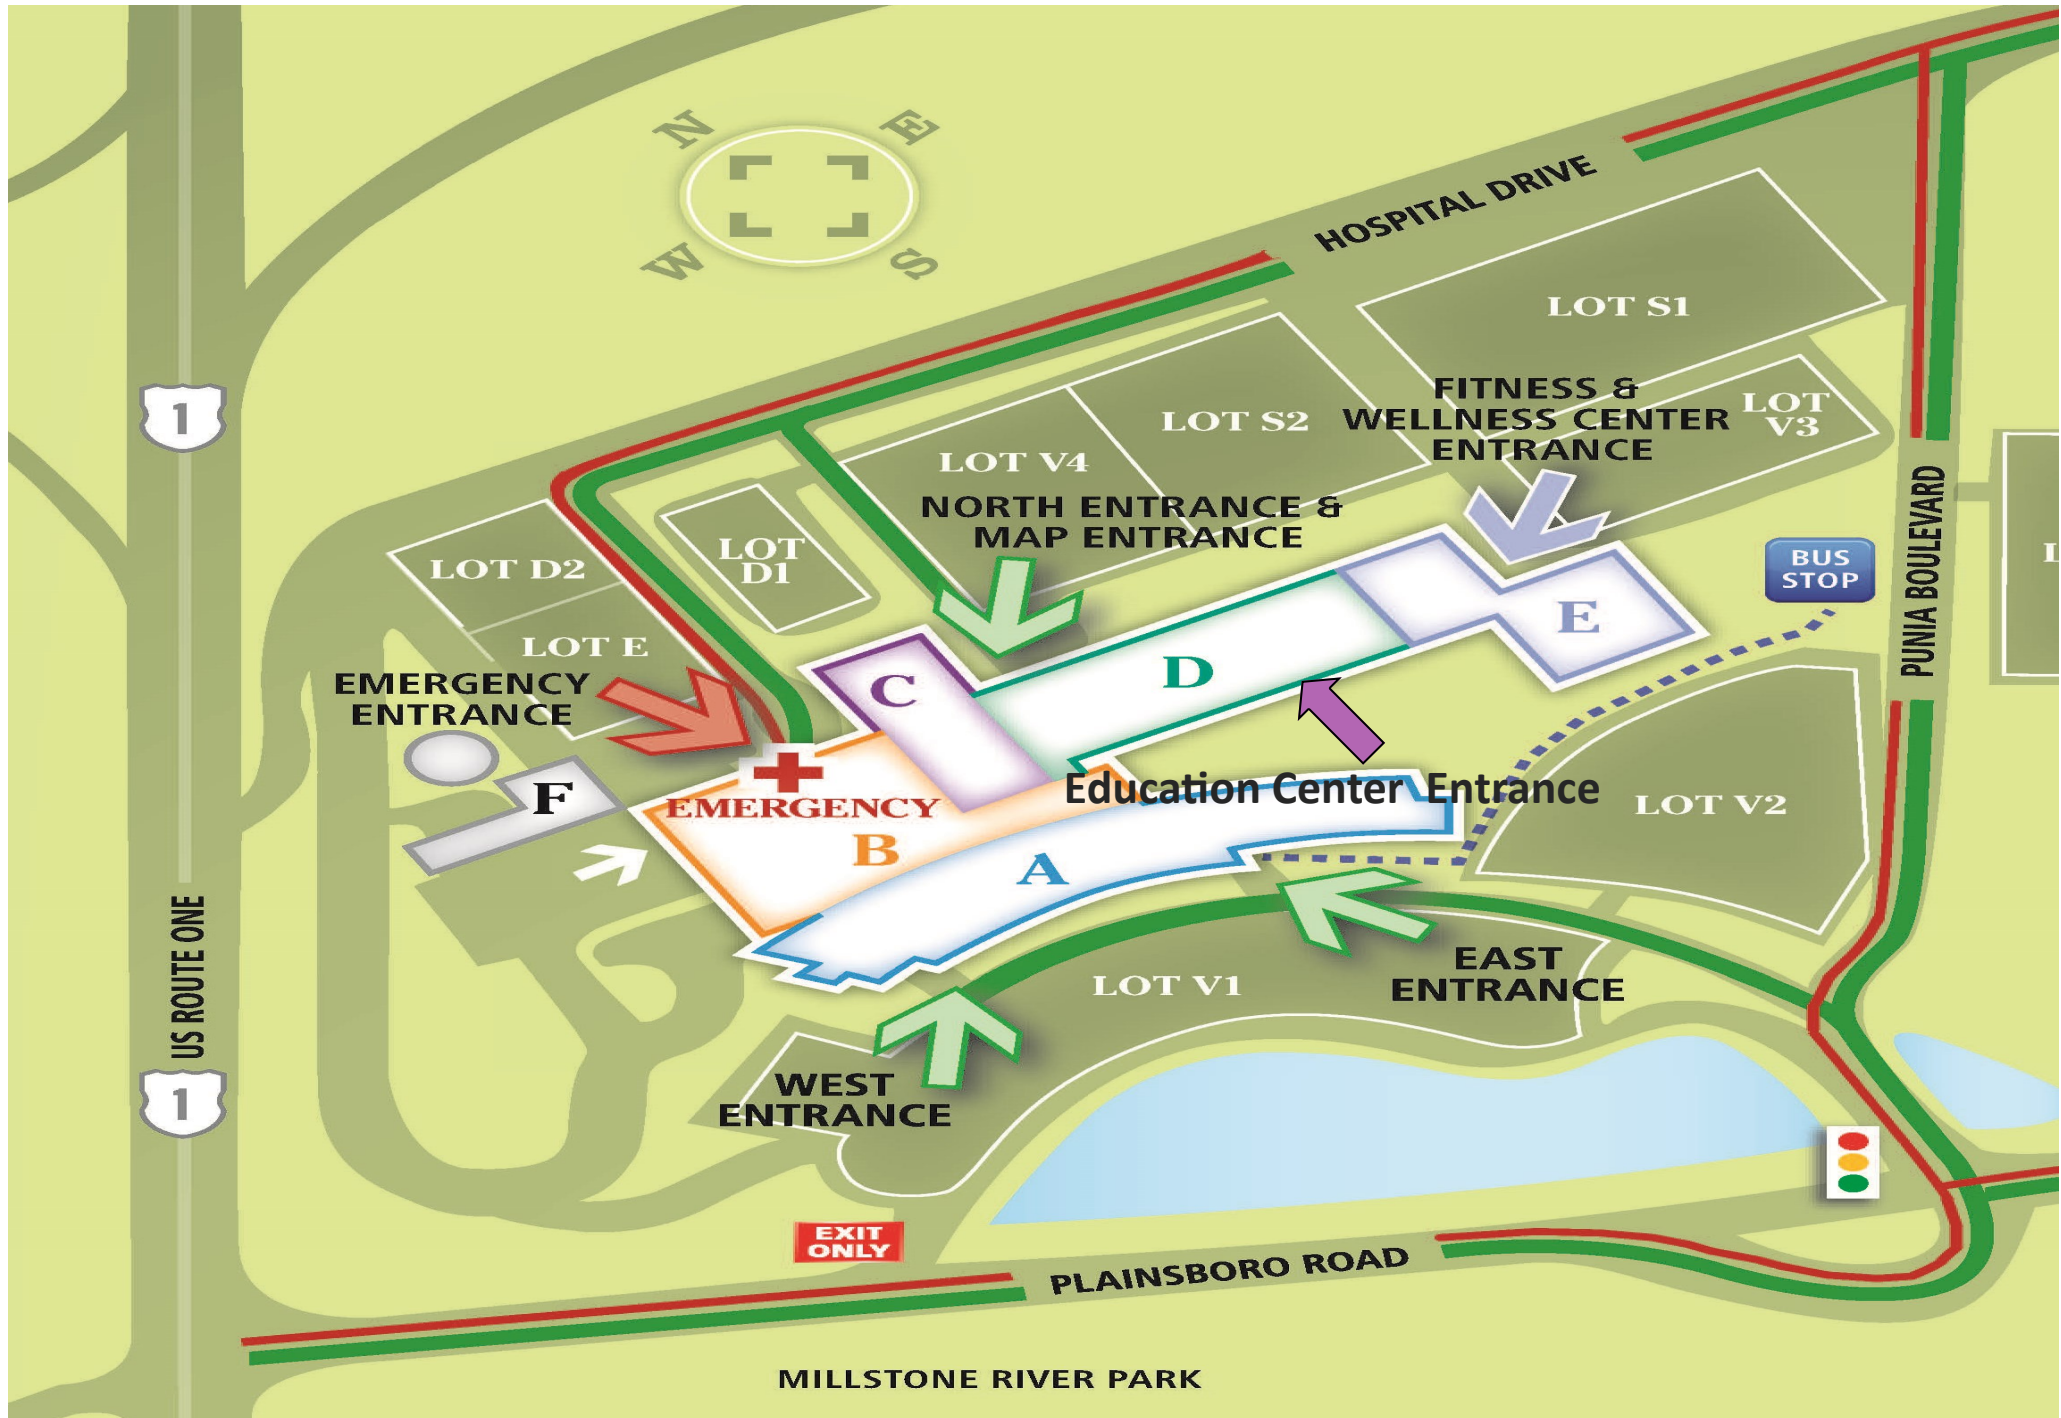 N
E
W
S
HOSPITAL DRIVE
LOT S1
1
FITNESS &
WELLNESS CENTER
ENTRANCE
LOT
V3
LOT S2
LOT V4
NORTH ENTRANCE &
MAP ENTRANCE
LOT
D1
LOT D2
LOT E
BUS
STOP
PUNIA BOULEVARD
L
E
D
C
EMERGENCY
ENTRANCE
F
EMERGENCY
B
A
Education Center Entrance
LOT V2
US ROUTE ONE
EAST
ENTRANCE
LOT V1
1
WEST
ENTRANCE
EXIT
ONLY
PLAINSBORO ROAD
MILLSTONE RIVER PARK